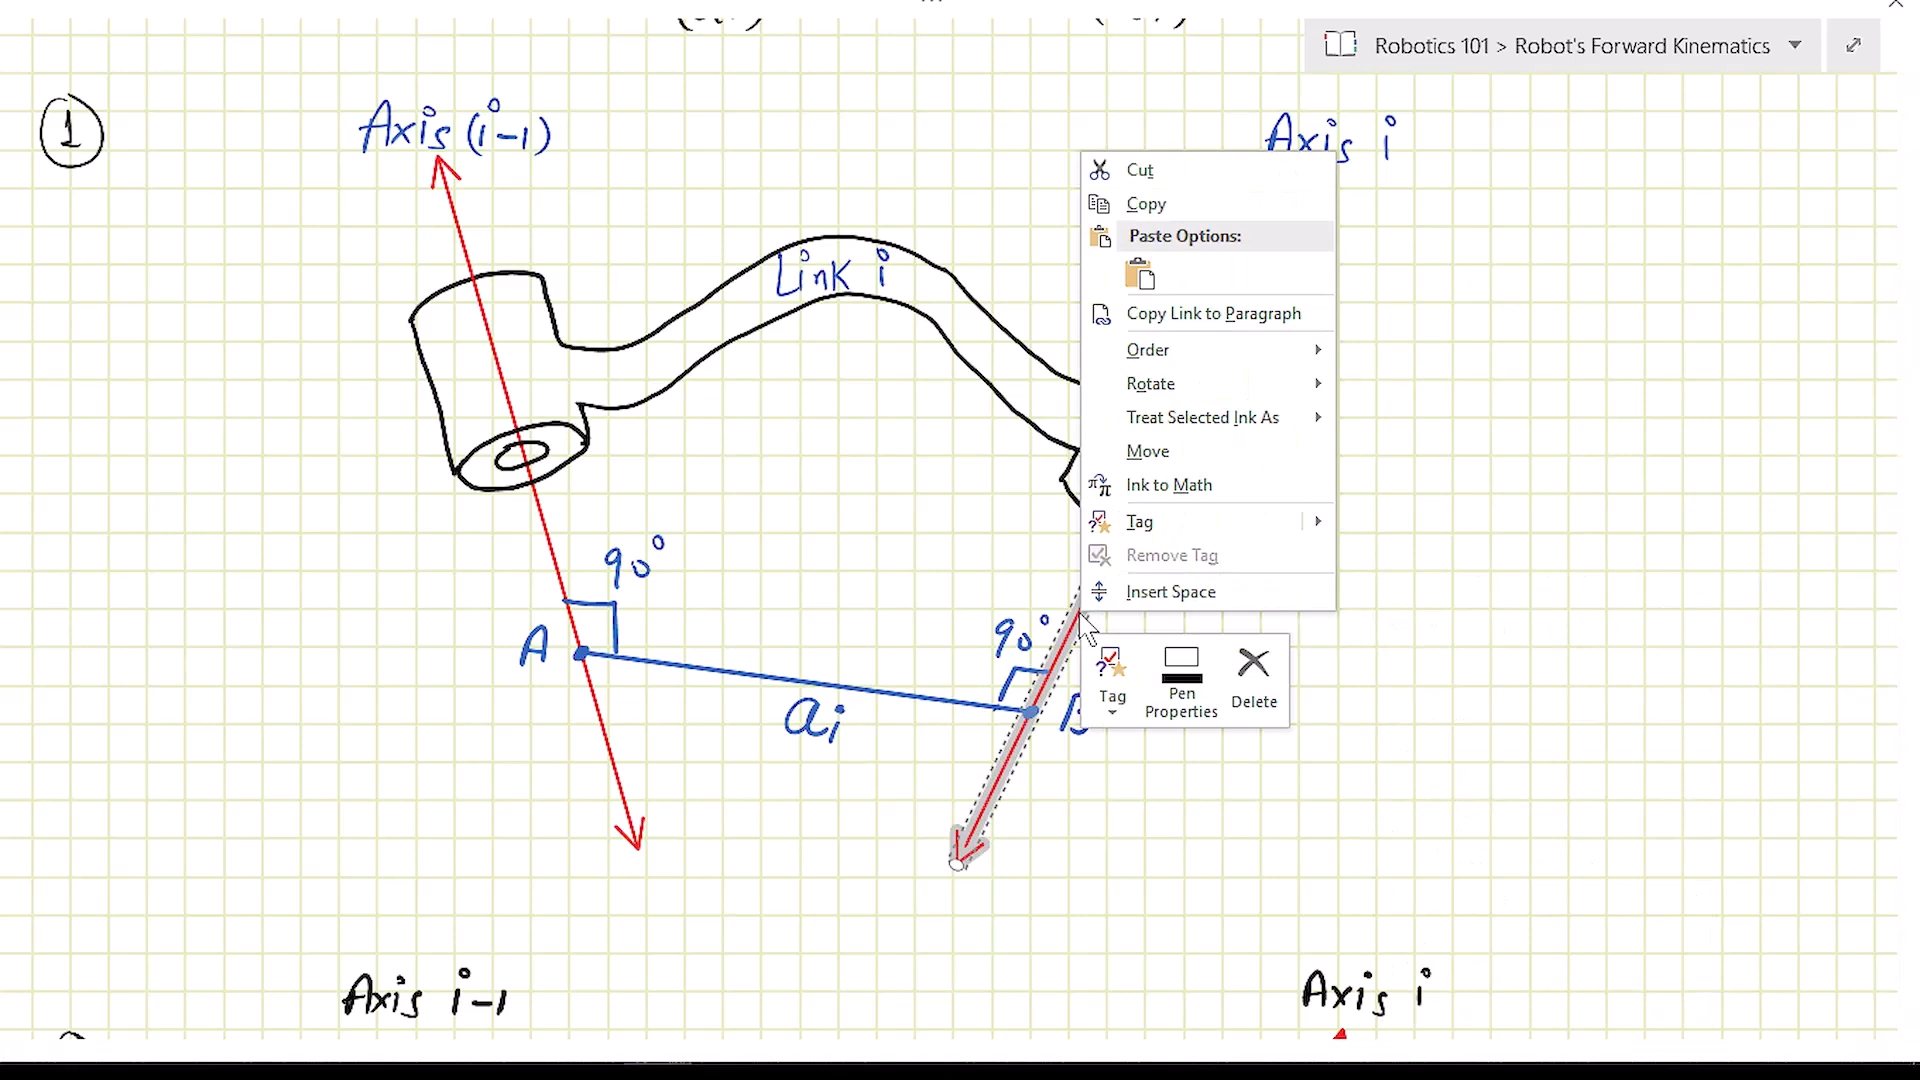 Robotics 101 > Robot's Forward Kinematics
1
Axis (i-1)
Axis i
Cut
Copy
Paste Options:
Link i
Copy Link to Paragraph
Order
Rotate
Treat Selected Ink As
Move
Ink to Math
Tag
Remove Tag
Insert Space
90°
90°
A
ai
B
Tag
Pen Properties
Delete
Axis i-1
Axis i